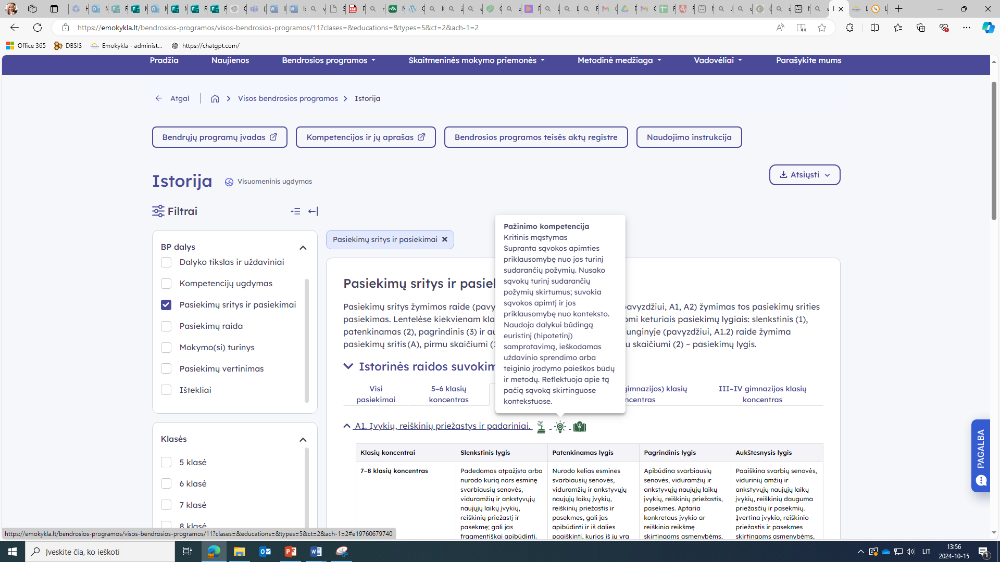 https://emokykla.lt/bendrosios-programos/visos-bendrosios-programos/11?clases=&educations=&types=5&ct=2&ach-1=2
Office 365
DBSIS
Emokykla - administ...
https://chatgpt.com/
Pradžia
Naujienos
Bendrosios programos
Skaitmeninės mokymo priemonės
Metodinė medžiaga
Vadovėliai
Parašykite mums
Atgal
Visos bendrosios programos
Istorija
Bendrųjų programų įvadas
Kompetencijos ir jų aprašas
Bendrosios programos teisės aktų registre
Naudojimo instrukcija
Istorija
Visuomeninis ugdymas
Atsiųsti
Filtrai
BP dalys
Dalyko tikslas ir uždaviniai
Kompetencijų ugdymas
Pasiekimų sritys ir pasiekimai
Pasiekimų raida
Mokymo(si) turinys
Pasiekimų vertinimas
Ištekliai
Klasės
5 klasė
6 klasė
7 klasė
8 klasė
Pasiekimų sritys ir pasiekimai
Pažinimo kompetencija
Kritinis mąstymas
Supranta sąvokos apimties
priklausomybę nuo jos turinį
sudarančių požymių. Nusako
sąvokų turinį sudarančių
požymių skirtumus; suvokia
sąvokos apimtį ir jos
priklausomybę nuo konteksto.
Naudoja dalykui būdingą
euristinį (hipotetinį)
samprotavimą, ieškodamas
uždavinio sprendimo arba
teiginio įrodymo paieškos būdų
ir metodų. Reflektuoja apie tą
pačią sąvoką skirtinguose
kontekstuose.
Pasiekimų sritys ir pasiek
Pasiekimų sritys žymimos raide (pavy avyzdžiui, A1, A2) žymimas tos pasiekimų srities
pasiekimas. Lentelėse kiekvienam kla omi keturiais pasiekimų lygiais: slenkstinis (1),
patenkinamas (2), pagrindinis (3) ir au unginyje (pavyzdžiui, A1.2) raide žymima
pasiekimų sritis (A), pirmu skaičiumi (1 u skaičiumi (2) – pasiekimų lygis.
Istorinės raidos suvokim
Visi
pasiekimai
5–6 klasių
koncentras
gimnazijos) klasių
ncentras
III–IV gimnazijos klasių
koncentras
A1. Įvykių, reiškinių priežastys ir padariniai.
Klasių koncentrai
Slenkstinis lygis
Patenkinamas lygis
Pagrindinis lygis
Aukštesnysis lygis
7–8 klasių koncentras
Padedamas atpažįsta arba
nurodo kurią nors esminę
svarbiausių senovės,
viduramžių ir ankstyvųjų
naujųjų laikų įvykių,
reiškinių priežastį ir
pasekmę; gali jas
fragmentiškai apibūdinti.
Nurodo kelias esmines
svarbiausių senovės,
viduramžių ir ankstyvųjų
naujųjų laikų įvykių,
reiškinių priežastis ir
pasekmes, gali jas
apibūdinti ir iš dalies
paaiškinti, kurios iš jų yra
Apibūdina svarbiausių
senovės, viduramžių ir
ankstyvųjų naujųjų laikų
įvykių, reiškinių priežastis,
pasekmes. Aptaria
konkretaus įvykio ar
reiškinio reikšmę
skirtingoms asmenybėms,
Paaiškina svarbių senovės,
vidurinių amžių ir
ankstyvųjų naujųjų laikų
įvykių, reiškinių dauguma
priežasčių ir pasekmių.
Įvertina įvykio, reiškinio
priežastis ir pasekmes
skirtingoms asmenybėms,
PAGALBA
https://emokykla.lt/bendrosios-programos/visos-bendrosios-programos/11?clases=&educations=&types=5&ct=2&ach-1=2#e19760679740
Įveskite čia, ko ieškoti
LIT
13:56
2024-10-15
1